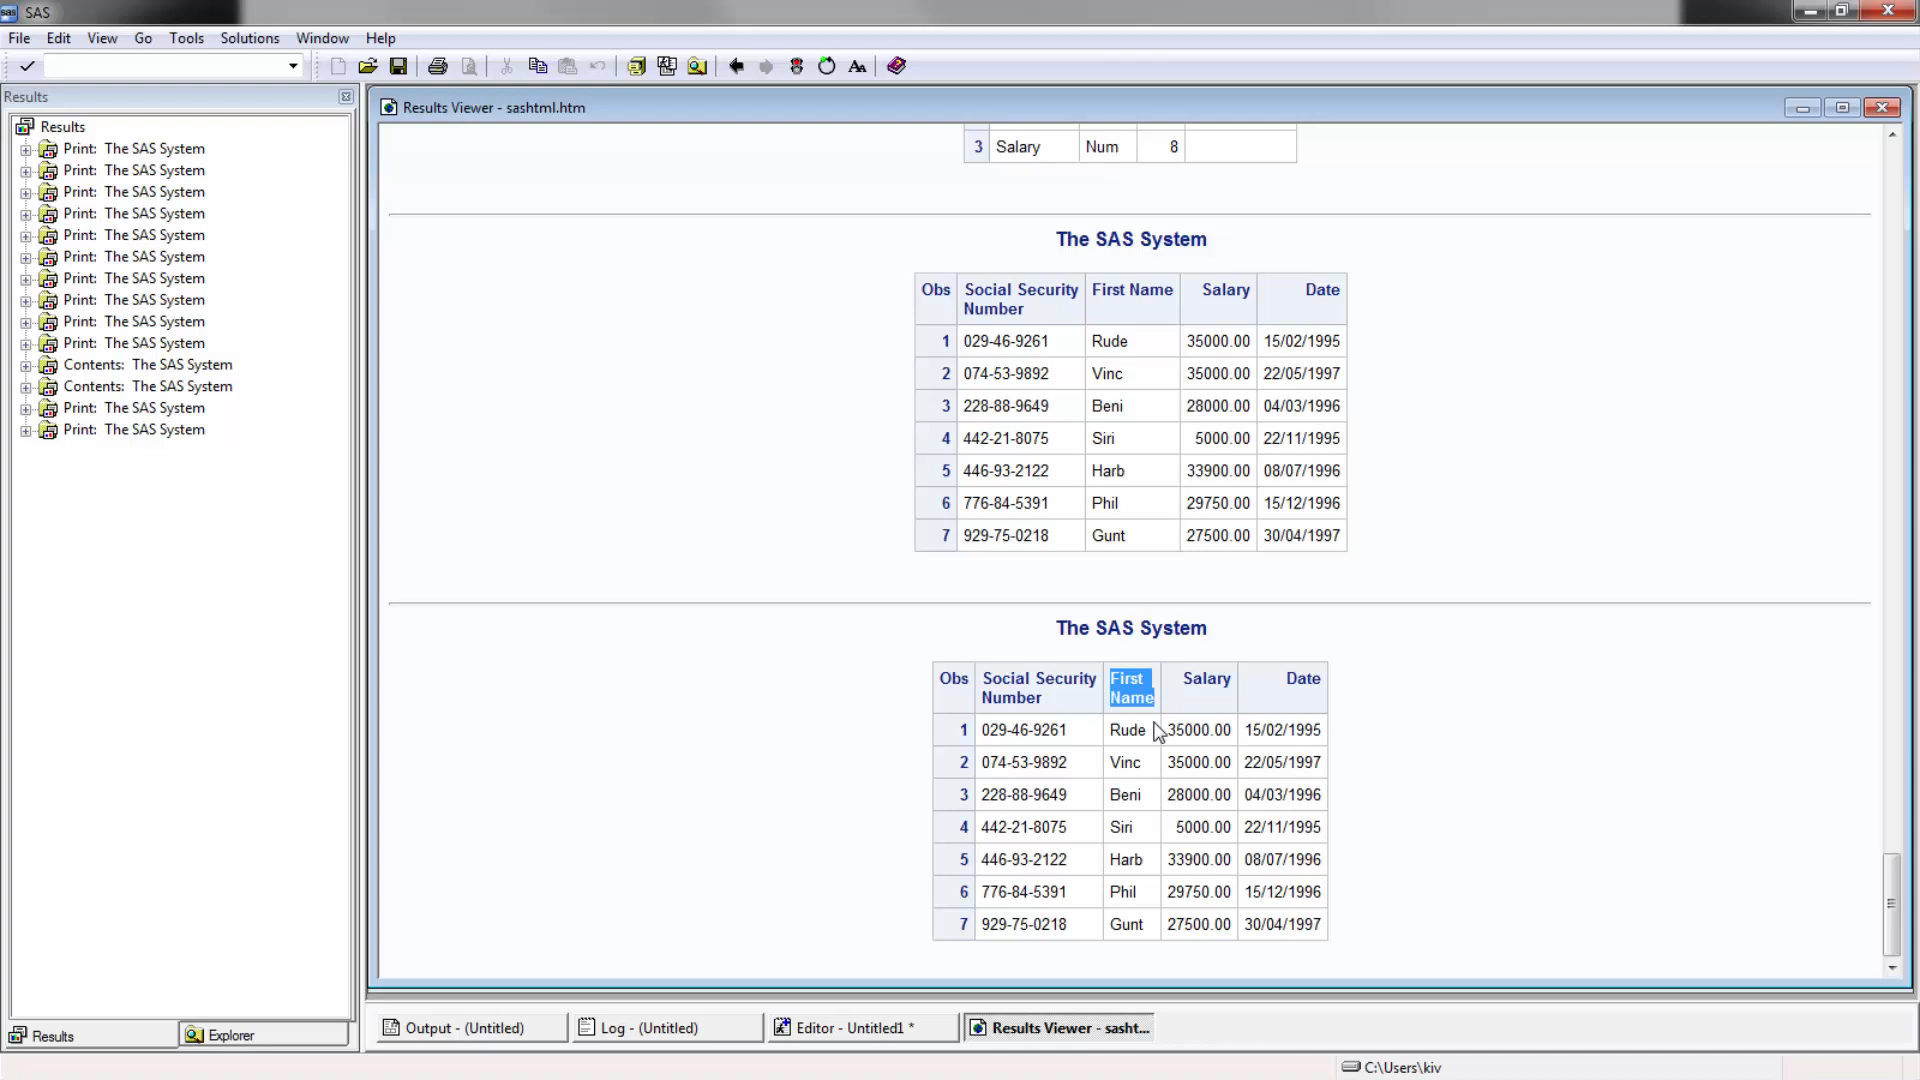 SAS
File Edit View Go Tools Solutions Window Help
Results
Results Viewer - sashtml.htm
Results
Print: The SAS System
Print: The SAS System
Print: The SAS System
Print: The SAS System
Print: The SAS System
Print: The SAS System
Print: The SAS System
Print: The SAS System
Print: The SAS System
Print: The SAS System
Contents: The SAS System
Contents: The SAS System
Print: The SAS System
Print: The SAS System
3 Salary Num 8
The SAS System
Obs Social Security Number First Name Salary Date
1 029-46-9261 Rude 35000.00 15/02/1995
2 074-53-9892 Vinc 35000.00 22/05/1997
3 228-88-9649 Beni 28000.00 04/03/1996
4 442-21-8075 Siri 5000.00 22/11/1995
5 446-93-2122 Harb 33900.00 08/07/1996
6 776-84-5391 Phil 29750.00 15/12/1996
7 929-75-0218 Gunt 27500.00 30/04/1997
The SAS System
Obs Social Security Number First Name Salary Date
1 029-46-9261 Rude 35000.00 15/02/1995
2 074-53-9892 Vinc 35000.00 22/05/1997
3 228-88-9649 Beni 28000.00 04/03/1996
4 442-21-8075 Siri 5000.00 22/11/1995
5 446-93-2122 Harb 33900.00 08/07/1996
6 776-84-5391 Phil 29750.00 15/12/1996
7 929-75-0218 Gunt 27500.00 30/04/1997
Results Explorer
Output - (Untitled) Log - (Untitled) Editor - Untitled1 * Results Viewer - sasht...
C:\Users\kiv